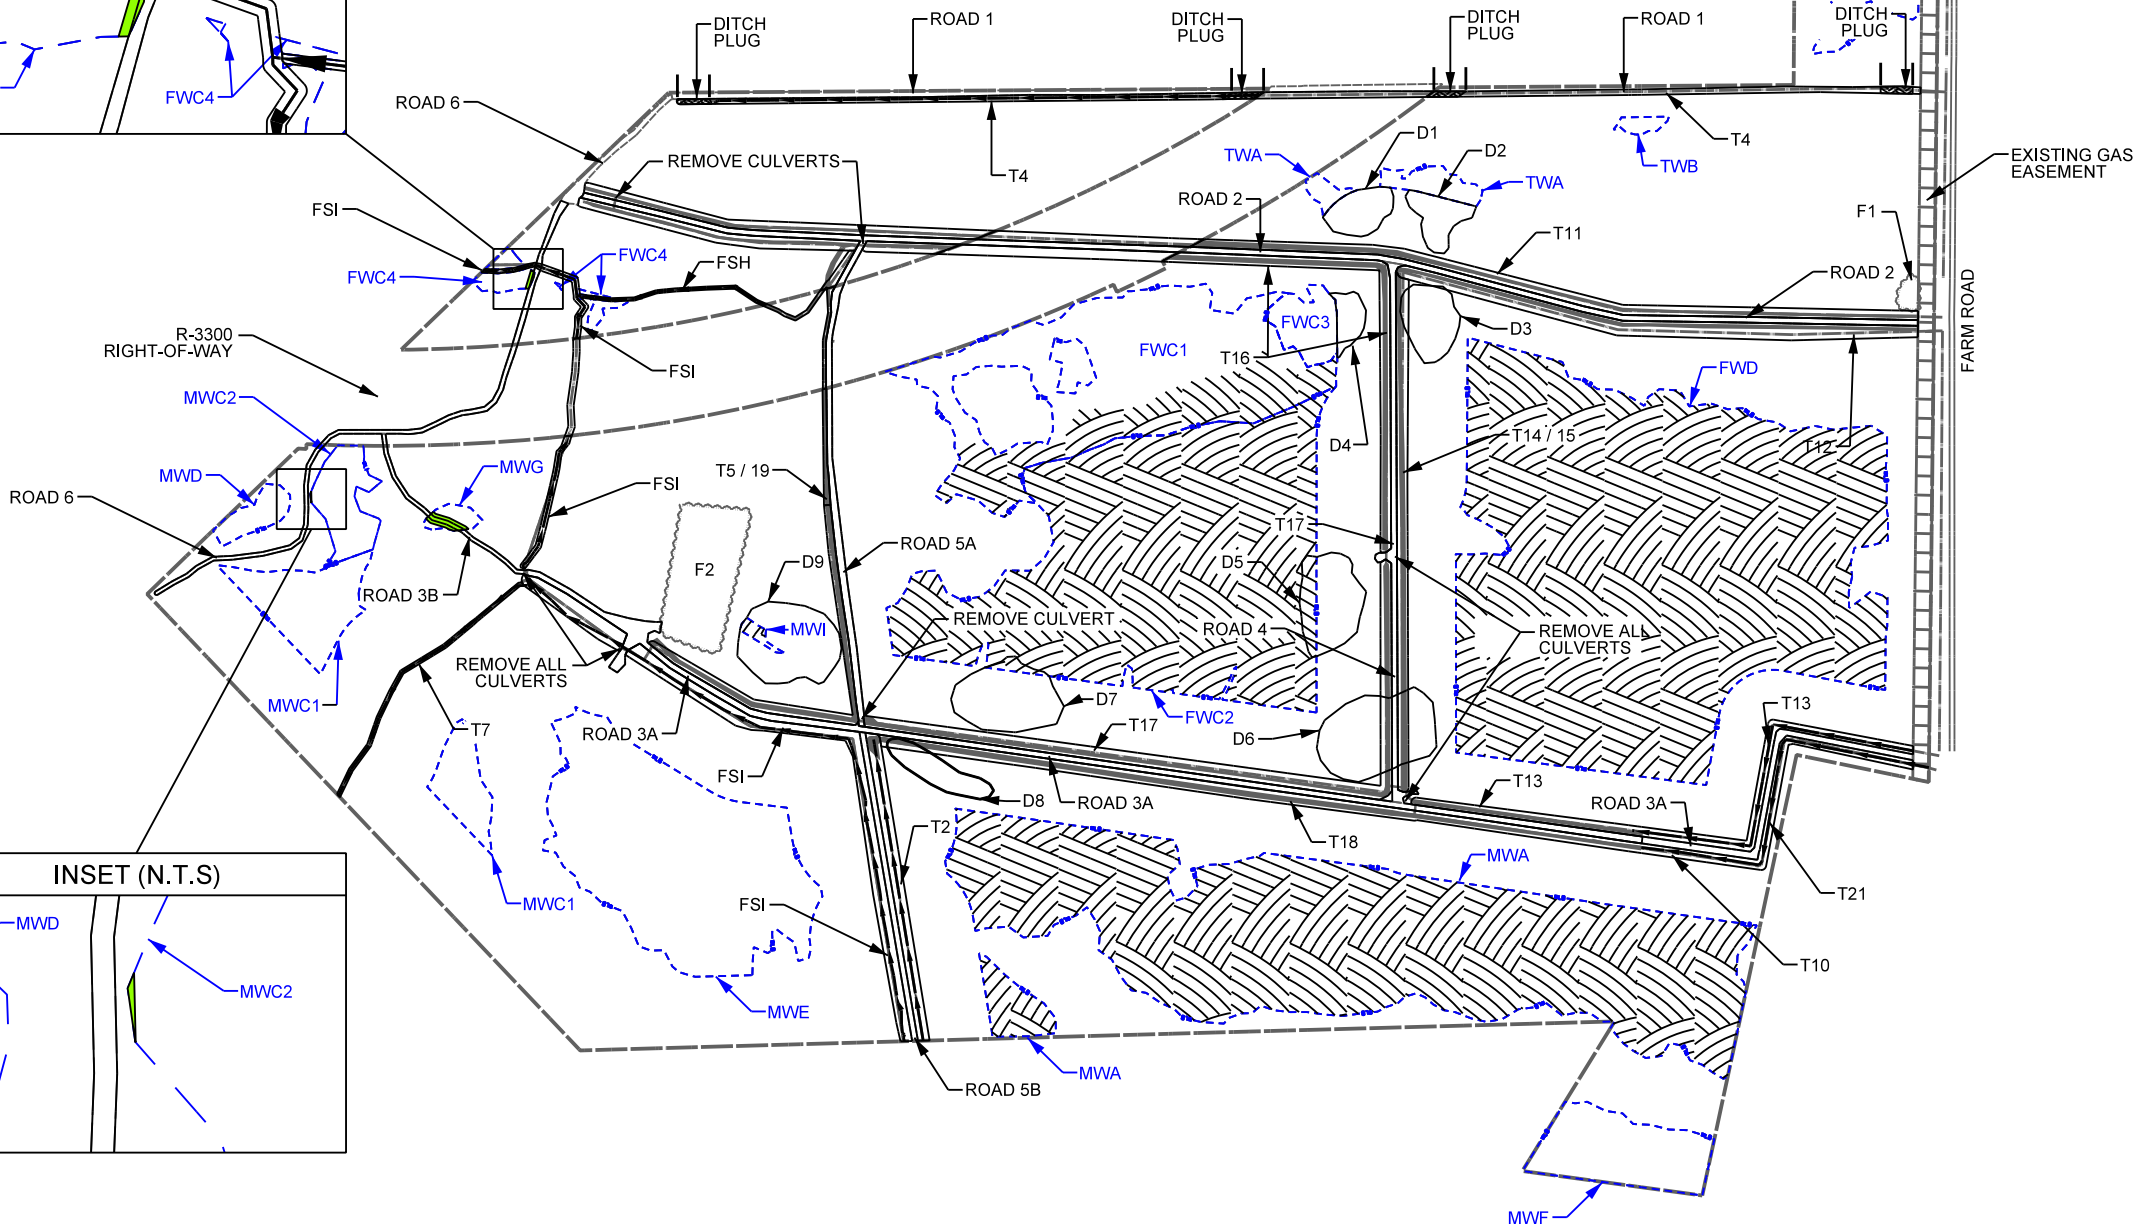 DITCH
PLUG
ROAD 1
DITCH
PLUG
DITCH
PLUG
ROAD 1
DITCH
PLUG
FWC4
ROAD 6
REMOVE CULVERTS
T4
D1
D2
TWA
TWA
TWB
T4
EXISTING GAS
EASEMENT
FSI
ROAD 2
F1
T11
FWC4
FWC4
FSH
ROAD 2
FARM ROAD
R-3300
RIGHT-OF-WAY
FWC3
FWC1
D3
T16
FSI
FWD
MWC2
D4
T14 / 15
T12
MWD
MWG
FSI
T5 / 19
ROAD 6
T17
ROAD 5A
D9
F2
D5
ROAD 3B
REMOVE CULVERT
MWI
ROAD 4
REMOVE ALL
CULVERTS
REMOVE ALL
CULVERTS
MWC1
D7
FWC2
T13
T7
ROAD 3A
T17
D6
FSI
T13
D8
ROAD 3A
ROAD 3A
T2
T18
MWA
INSET (N.T.S)
MWC1
FSI
T21
MWD
T10
MWC2
MWE
MWA
ROAD 5B
MWF